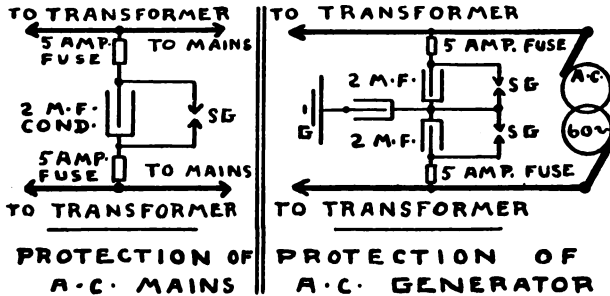 TO TRANSFORMER
5 AMP.
FUSE
TO MAINS
2 M.F.
COND.
SG
5 AMP.
FUSE
TO MAINS
TO TRANSFORMER
PROTECTION OF
A.C. MAINS
TO TRANSFORMER
5 AMP. FUSE
2 M.F.
SG
A.C.
G
60~
SG
2 M.F.
5 AMP. FUSE
TO TRANSFORMER
PROTECTION OF
A.C. GENERATOR